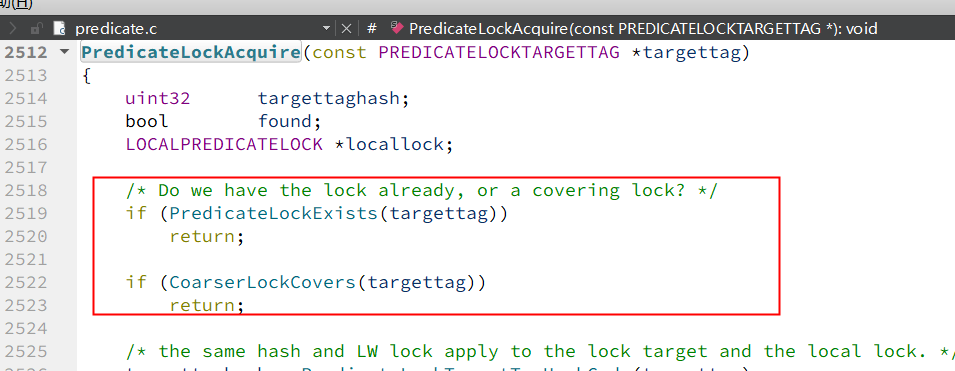 助(H)
predicate.c # PredicateLockAcquire(const PREDICATELOCKTARGETTAG *): void
2512 PredicateLockAcquire(const PREDICATELOCKTARGETTAG *targettag)
2513 {
2514 uint32 targettaghash;
2515 bool found;
2516 LOCALPREDICATELOCK *locallock;
2517
2518 /* Do we have the lock already, or a covering lock? */
2519 if (PredicateLockExists(targettag))
2520 return;
2521
2522 if (CoarserLockCovers(targettag))
2523 return;
2524
2525 /* the same hash and LW lock apply to the lock target and the local lock. */